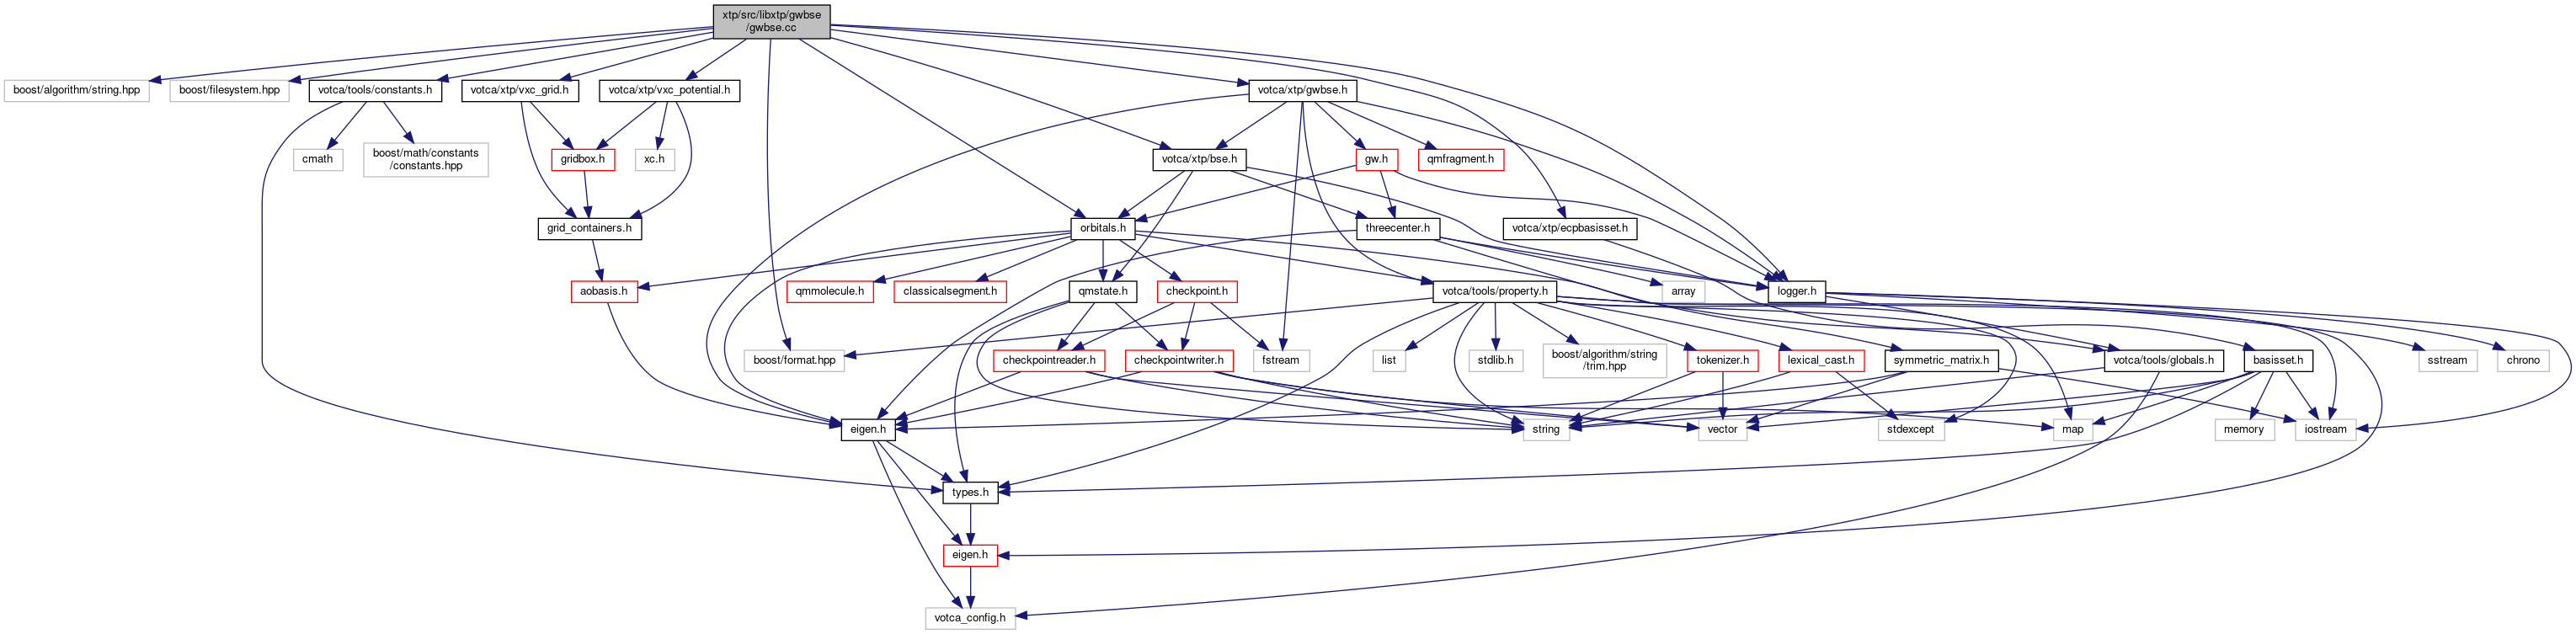 xtp/src/libxtp/gwbse
/gwbse.cc
boost/algorithm/string.hpp
boost/filesystem.hpp
votca/tools/constants.h
votca/xtp/vxc_grid.h
votca/xtp/vxc_potential.h
votca/xtp/gwbse.h
cmath
boost/math/constants
/constants.hpp
gridbox.h
xc.h
votca/xtp/bse.h
gw.h
qmfragment.h
grid_containers.h
orbitals.h
threecenter.h
votca/xtp/ecpbasisset.h
aobasis.h
qmmolecule.h
classicalsegment.h
qmstate.h
checkpoint.h
votca/tools/property.h
array
logger.h
boost/format.hpp
checkpointreader.h
checkpointwriter.h
fstream
list
stdlib.h
boost/algorithm/string
/trim.hpp
tokenizer.h
lexical_cast.h
symmetric_matrix.h
votca/tools/globals.h
basisset.h
sstream
chrono
eigen.h
string
vector
stdexcept
map
memory
iostream
types.h
eigen.h
votca_config.h